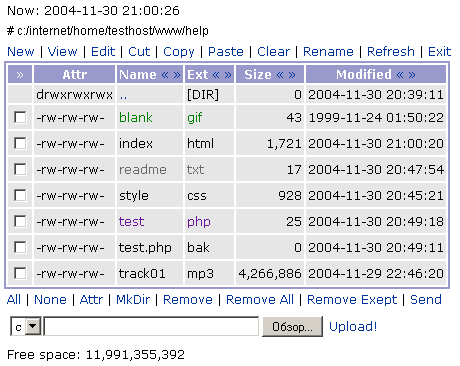 Now: 2004-11-30 21:00:26
# c:/internet/home/testhost/www/help
New | View | Edit | Cut | Copy | Paste | Clear | Rename | Refresh | Exit
» Attr Name « » Ext « » Size « » Modified « »
drwxrwxrwx .. [DIR] 0 2004-11-30 20:39:11
-rw-rw-rw- blank gif 43 1999-11-24 01:50:22
-rw-rw-rw- index html 1,721 2004-11-30 21:00:20
-rw-rw-rw- readme txt 17 2004-11-30 20:47:54
-rw-rw-rw- style css 928 2004-11-30 20:45:21
-rw-rw-rw- test php 25 2004-11-30 20:49:18
-rw-rw-rw- test.php bak 0 2004-11-30 20:49:11
-rw-rw-rw- track01 mp3 4,266,886 2004-11-29 22:46:20
All | None | Attr | MkDir | Remove | Remove All | Remove Exept | Send
c Обзор... Upload!
Free space: 11,991,355,392